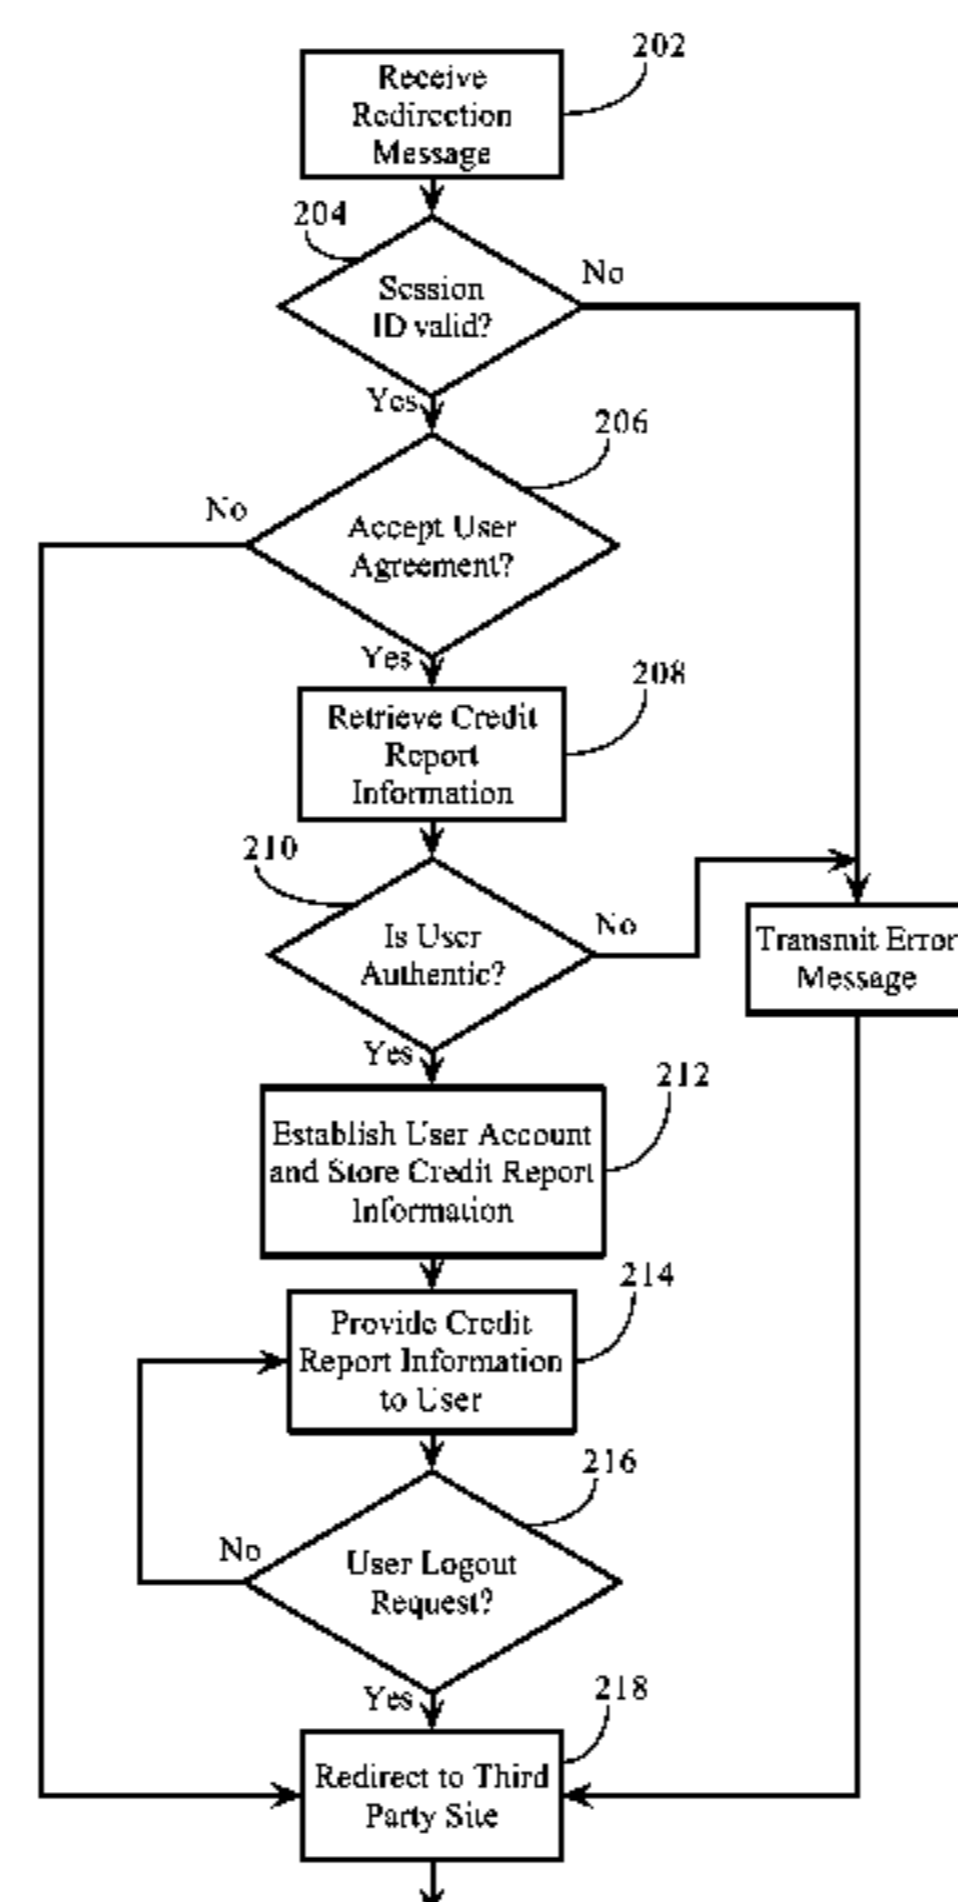 202
Receive
Redirection
Message
204
Session
ID valid?
No
Yes
206
No
Accept User
Agreement?
Yes
208
Retrieve Credit
Report
Information
210
Is User
Authentic?
No
Transmit Error
Message
Yes
212
Establish User Account
and Store Credit Report
Information
214
Provide Credit
Report Information
to User
216
No
User Logout
Request?
Yes
218
Redirect to Third
Party Site